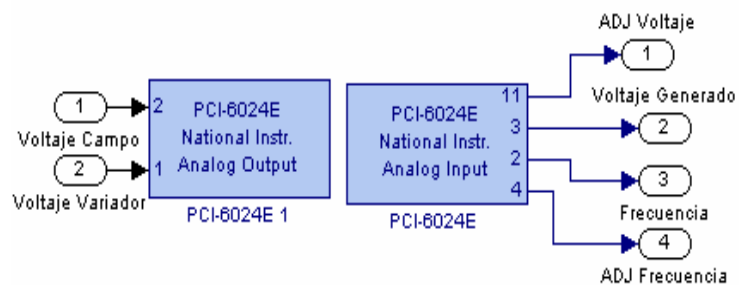 1
Voltaje Campo
2
Voltaje Variador
2
1
PCI-6024E
National Instr.
Analog Output
PCI-6024E 1
PCI-6024E
National Instr.
Analog Input
PCI-6024E
11
3
2
4
ADJ Voltaje
1
Voltaje Generado
2
3
Frecuencia
4
ADJ Frecuencia